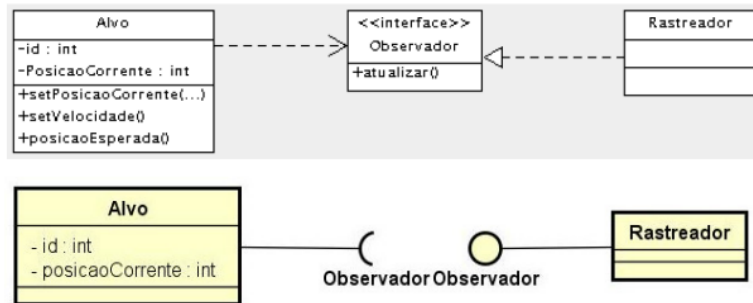 Alvo
-id : int
-PosicaoCorrente : int
+setPosicaoCorrente(...)
+setVelocidade()
+posicaoEsperada()
<<interface>>
Observador
+atualizar()
Rastreador
Alvo
- id : int
- posicaoCorrente : int
Observador Observador
Rastreador